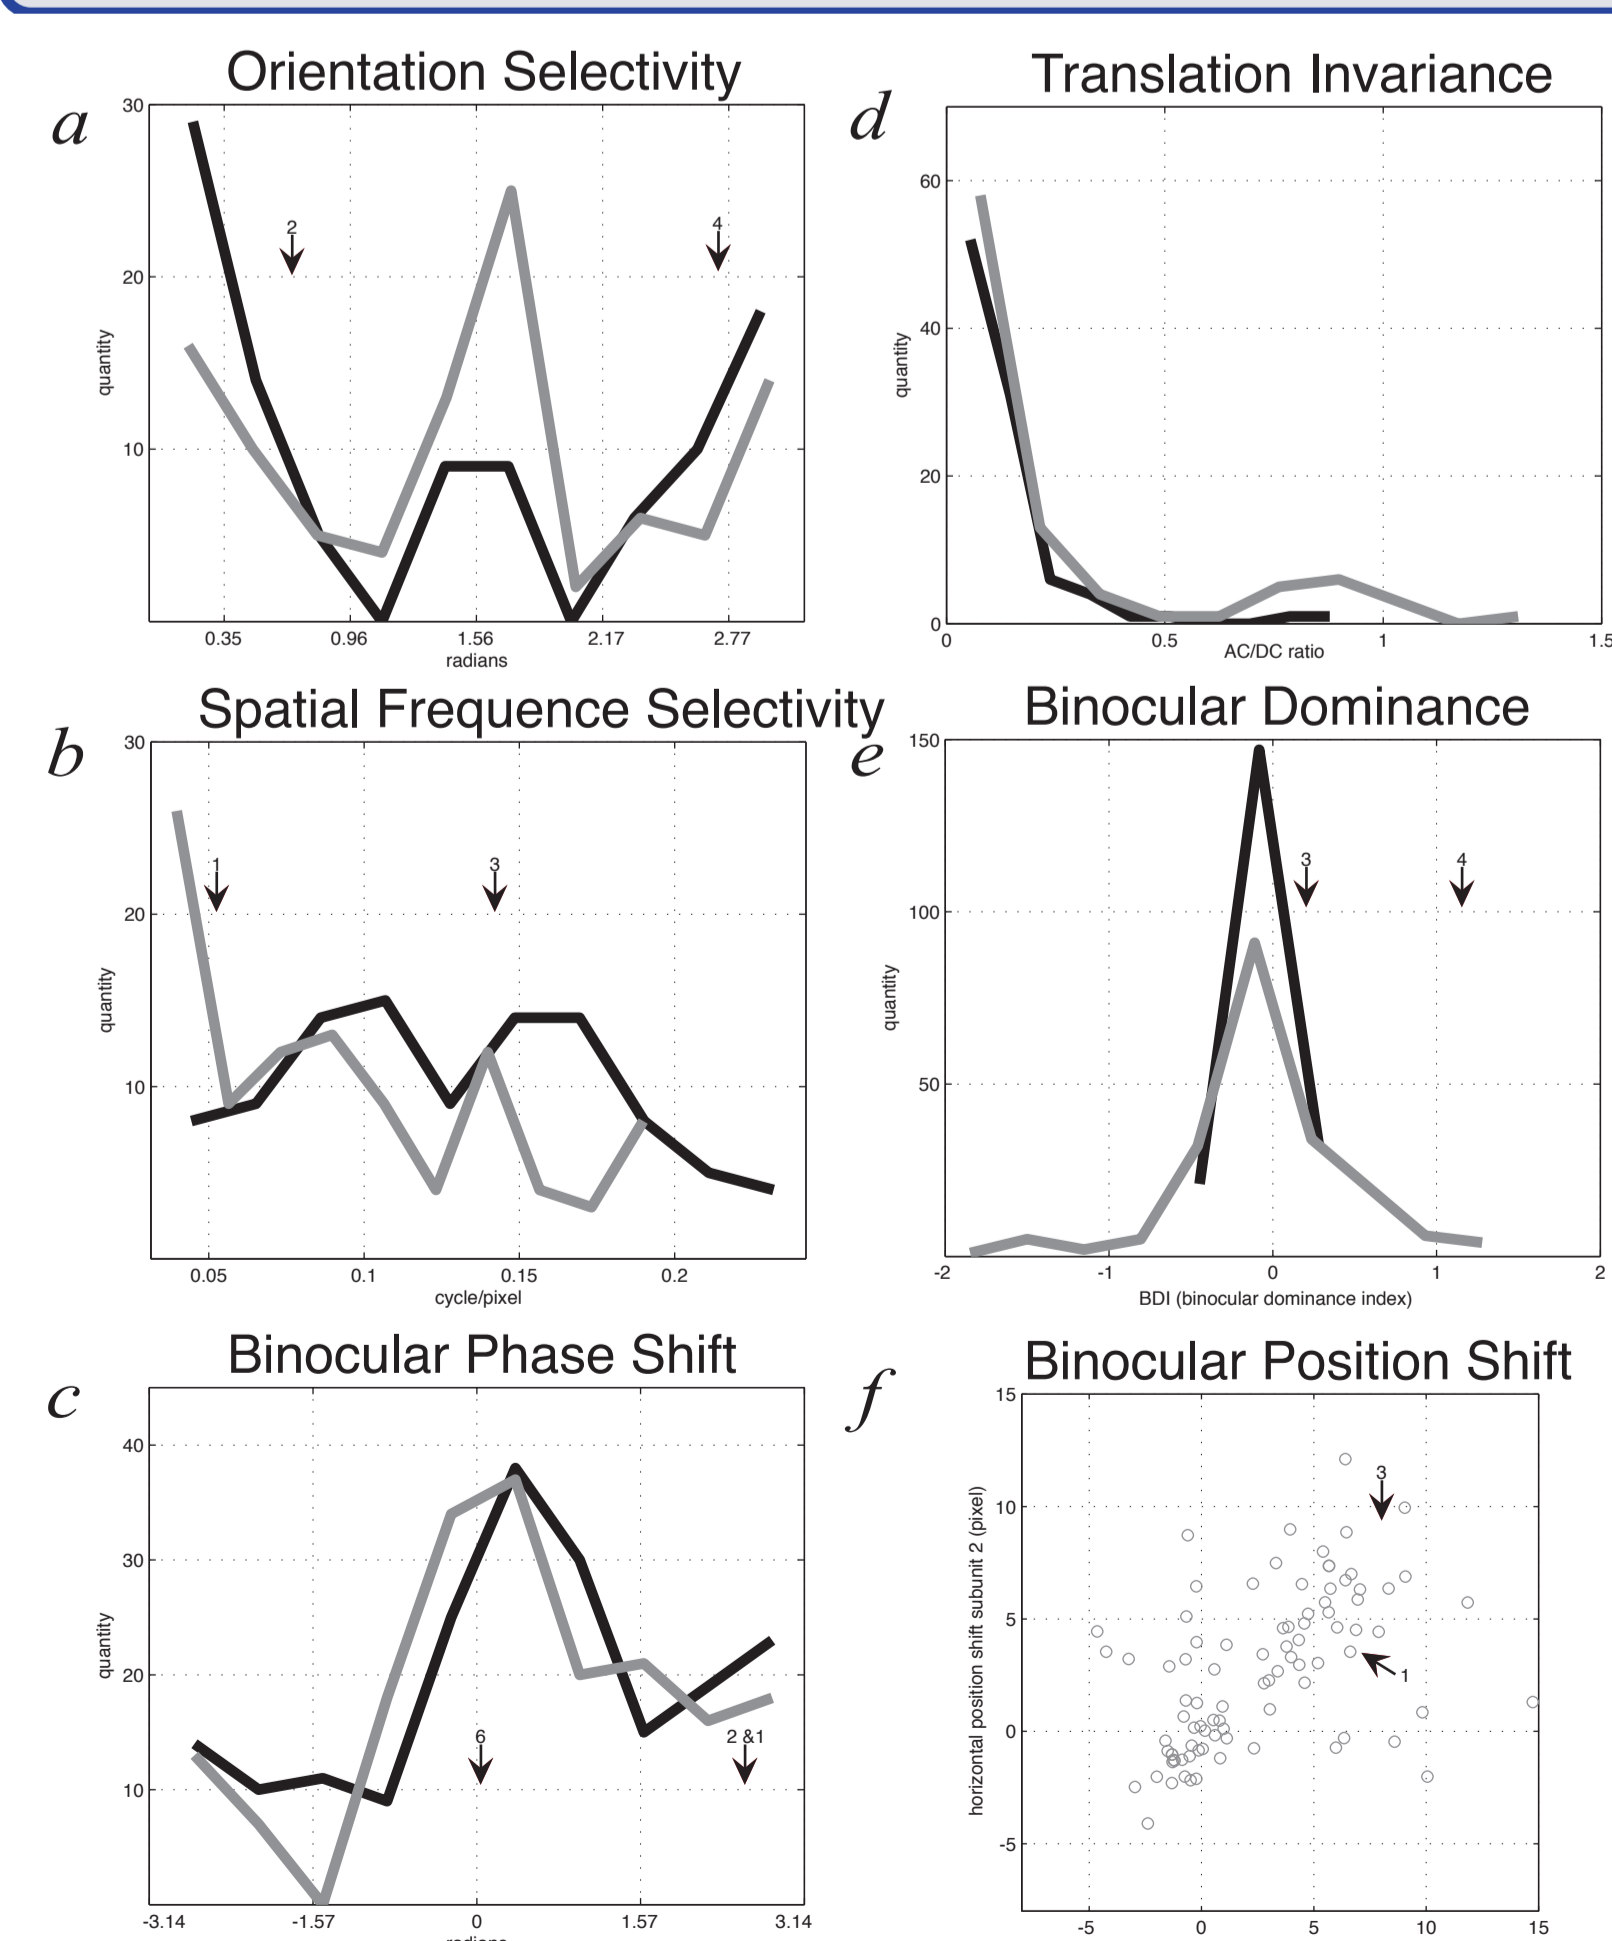 Orientation Selectivity
a
30
20
10
quantity
2
4
0.35 0.96 1.56 2.17 2.77
radians
Spatial Frequence Selectivity
b
30
20
10
quantity
1
3
0.05 0.1 0.15 0.2
cycle/pixel
Binocular Phase Shift
c
40
30
20
10
quantity
6
2 &1
-3.14 -1.57 0 1.57 3.14
radians
Translation Invariance
d
60
40
20
0
quantity
0 0.5 1 1.5
AC/DC ratio
Binocular Dominance
e
150
100
50
quantity
3
4
-2 -1 0 1 2
BDI (binocular dominance index)
Binocular Position Shift
f
15
10
5
0
-5
horizontal position shift subunit 2 (pixel)
3
1
-5 0 5 10 15